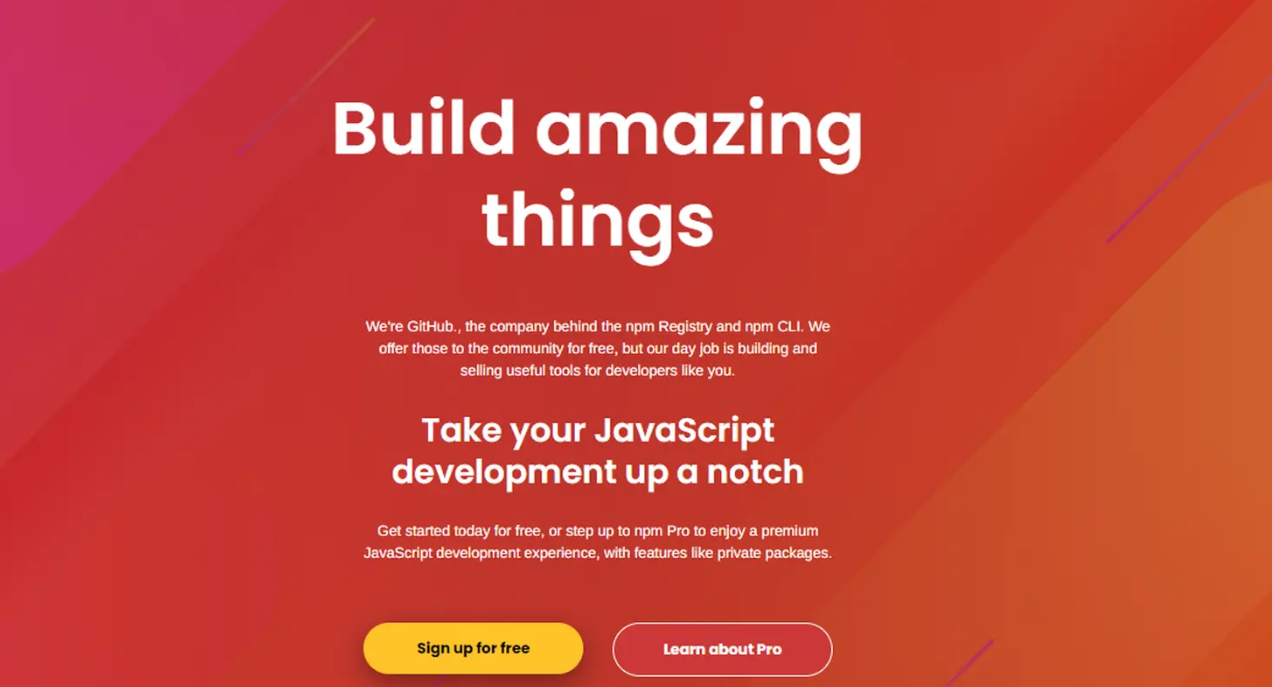 Build amazing
things
We're GitHub., the company behind the npm Registry and npm CLI. We
offer those to the community for free, but our day job is building and
selling useful tools for developers like you.
Take your JavaScript
development up a notch
Get started today for free, or step up to npm Pro to enjoy a premium
JavaScript development experience, with features like private packages.
Sign up for free
Learn about Pro